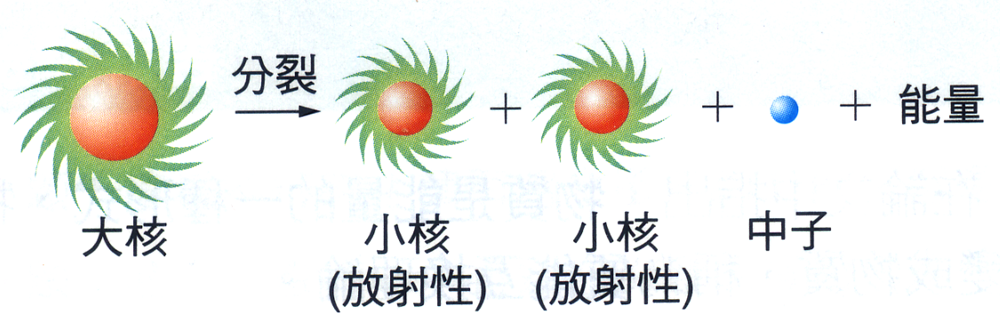 分裂
+ + + 能量
大核 小核 小核 中子
(放射性) (放射性)